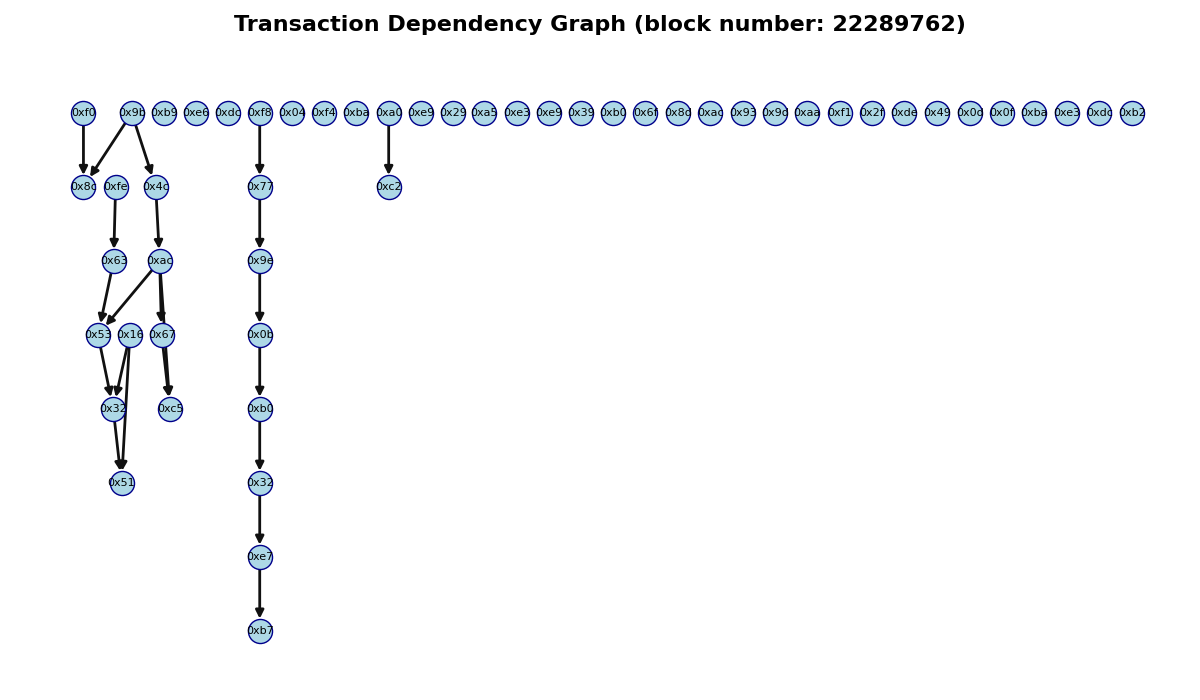 Transaction Dependency Graph (block number: 22289762)
0xf0 0x9b 0xb9 0xe6 0xdc 0xf8 0x04 0xf4 0xba 0xa0 0xe9 0x29 0xa5 0xe3 0xe9 0x39 0xb0 0x6f 0x8d 0xac 0x93 0x9d 0xaa 0xf1 0x2f 0xde 0x49 0x0d 0x0f 0xba 0xe3 0xdc 0xb2
0x8c 0xfe 0x4c 0x77 0xc2
0x63 0xac 0x9e
0x53 0x16 0x67 0x0b
0x32 0xc5 0xb0
0x51 0x32
0xe7
0xb7